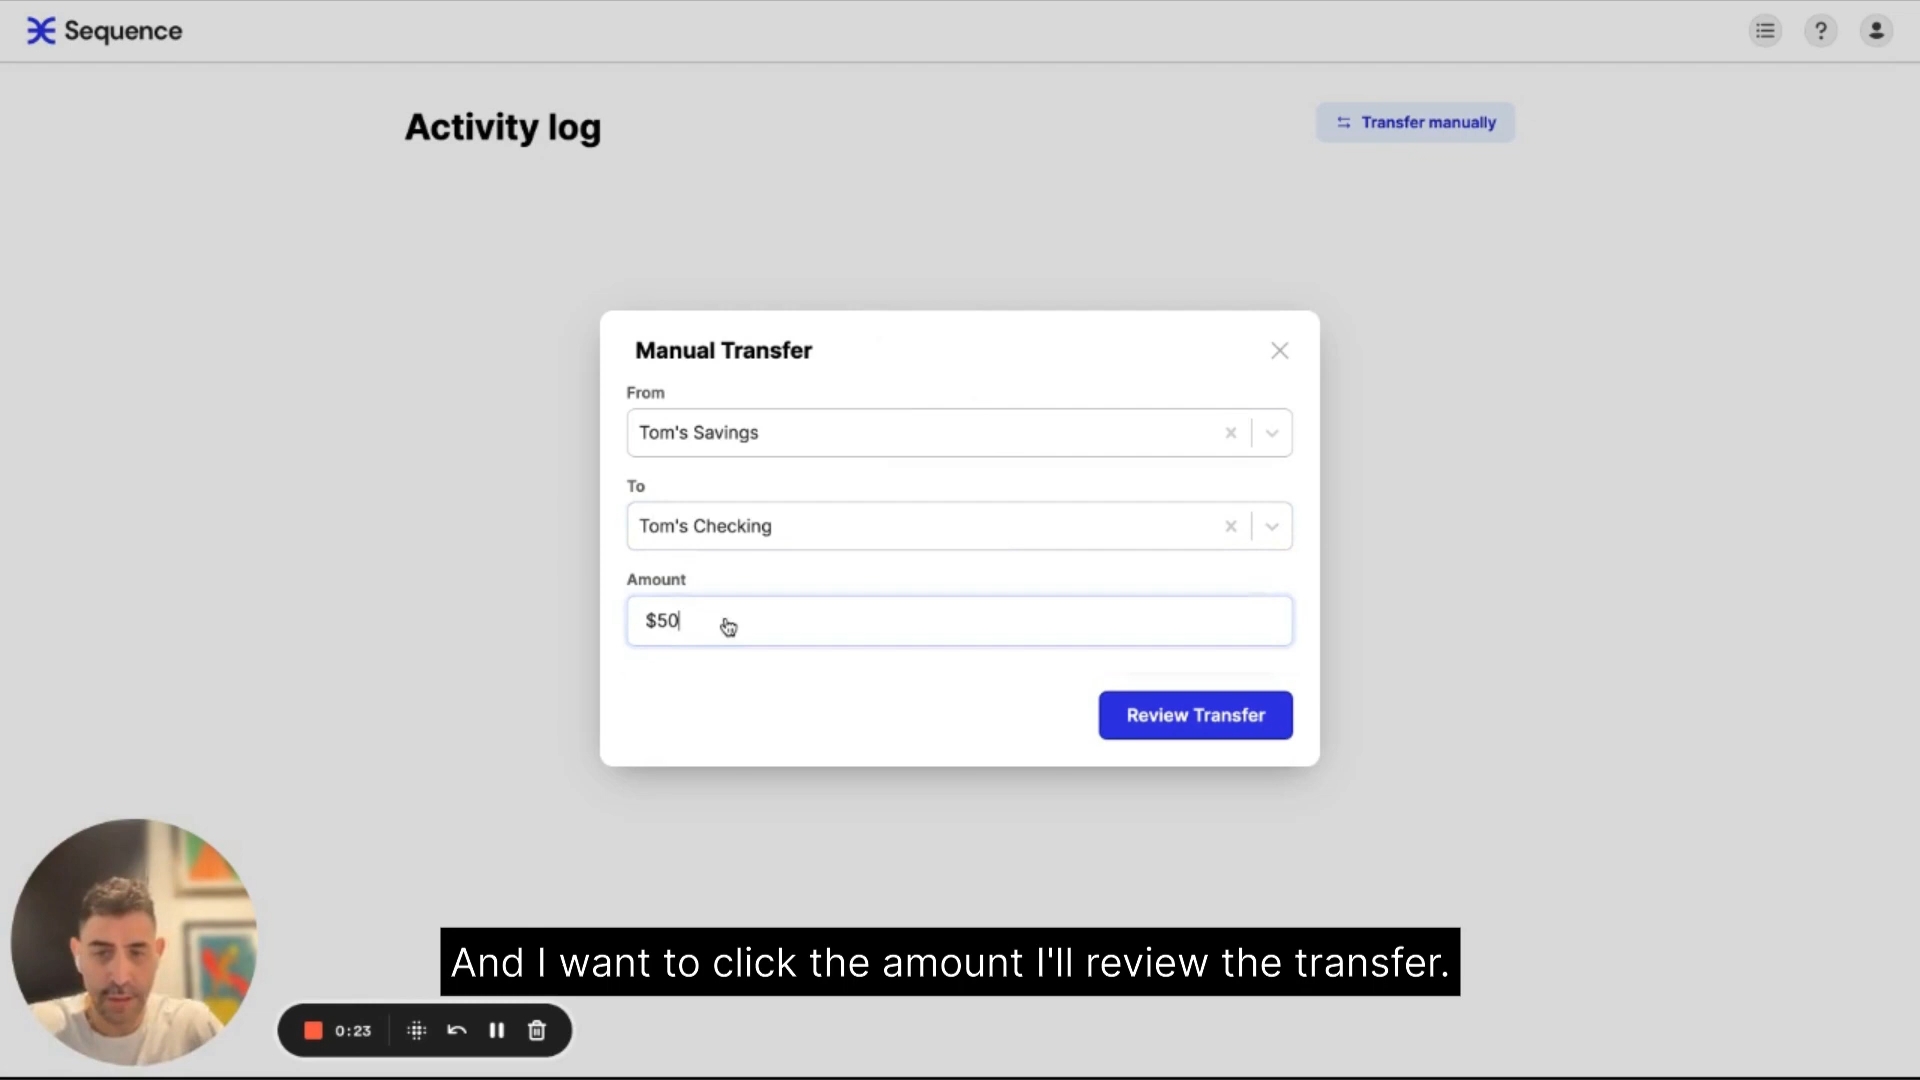 Sequence
?
Activity log
Transfer manually
Manual Transfer
From
Tom's Savings
To
Tom's Checking
Amount
$50
Review Transfer
And I want to click the amount I'll review the transfer.
0:23